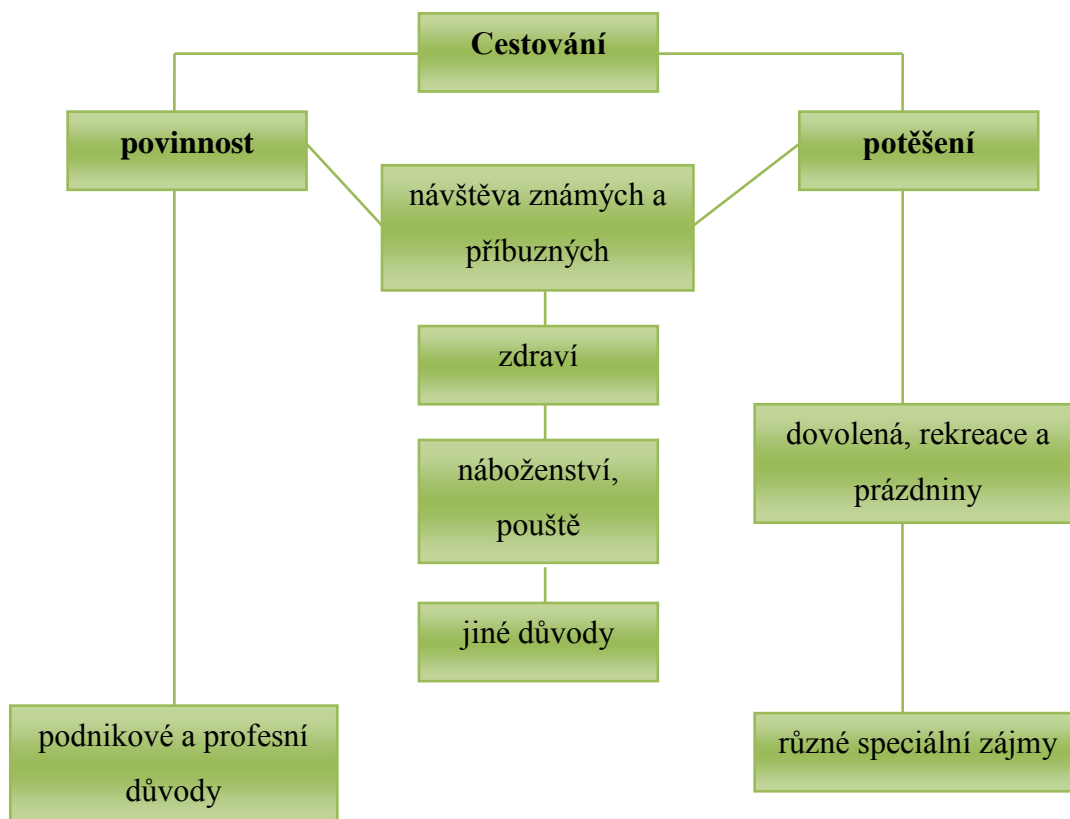 Cestování
povinnost
potěšení
návštěva známých a
příbuzných
zdraví
náboženství,
pouště
jiné důvody
dovolená, rekreace a
prázdniny
podnikové a profesní
důvody
různé speciální zájmy